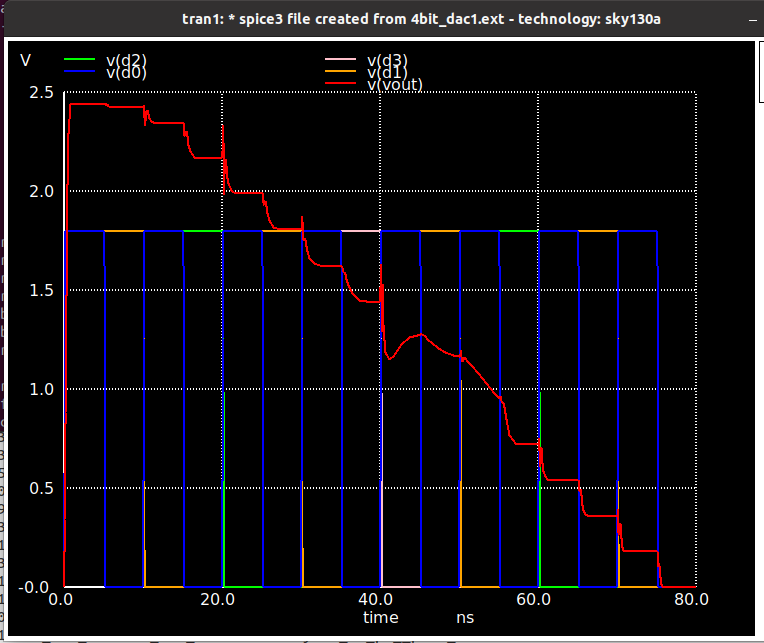 tran1: * spice3 file created from 4bit_dac1.ext - technology: sky130a
V
v(d2) v(d3)
v(d0) v(d1)
v(vout)
2.5
2.0
1.5
1.0
0.5
-0.0
0.0 20.0 40.0 60.0 80.0
time ns